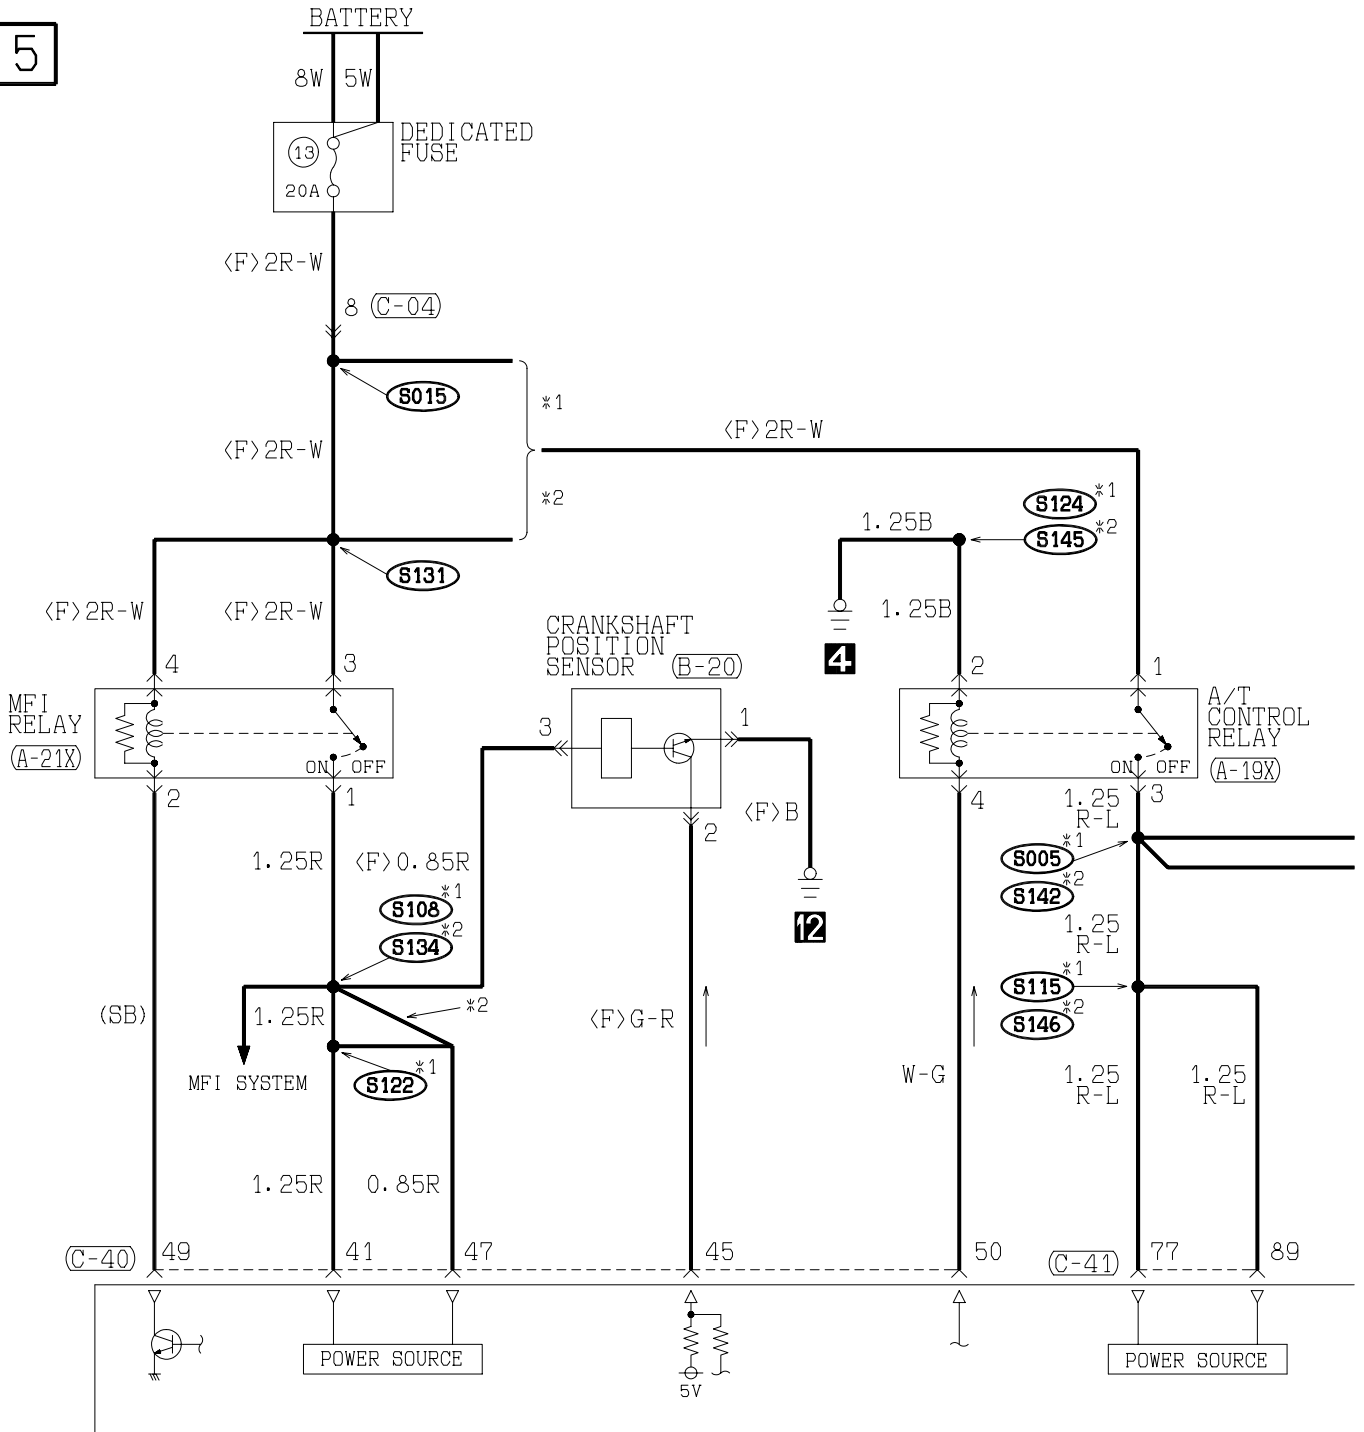 5
BATTERY
8W
5W
DEDICATED
FUSE
13
20A
<F>2R-W
8
C-04
S015
*1
<F>2R-W
<F>2R-W
*2
S124*1
S145*2
1.25B
S131
<F>2R-W
<F>2R-W
1.25B
4
CRANKSHAFT
POSITION
SENSOR
B-20
4
3
2
1
MFI
RELAY
A-21X
ON
OFF
3
1
A/T
CONTROL
RELAY
A-19X
ON
OFF
2
1
2
<F>B
4
3
1.25
R-L
1.25R
<F>0.85R
S005*1
S142*2
S108*1
S134*2
12
1.25
R-L
(SB)
1.25R
*2
<F>G-R
S115*1
S146*2
MFI SYSTEM
S122*1
W-G
1.25
R-L
1.25
R-L
1.25R
0.85R
C-40
49
41
47
45
50
C-41
77
89
POWER SOURCE
5V
POWER SOURCE